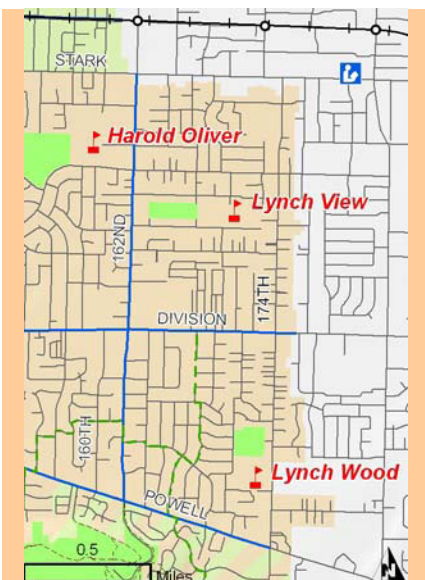 STARK
Harold Oliver
Lynch View
162ND
174TH
DIVISION
160TH
Lynch Wood
POWELL
0.5
Miles